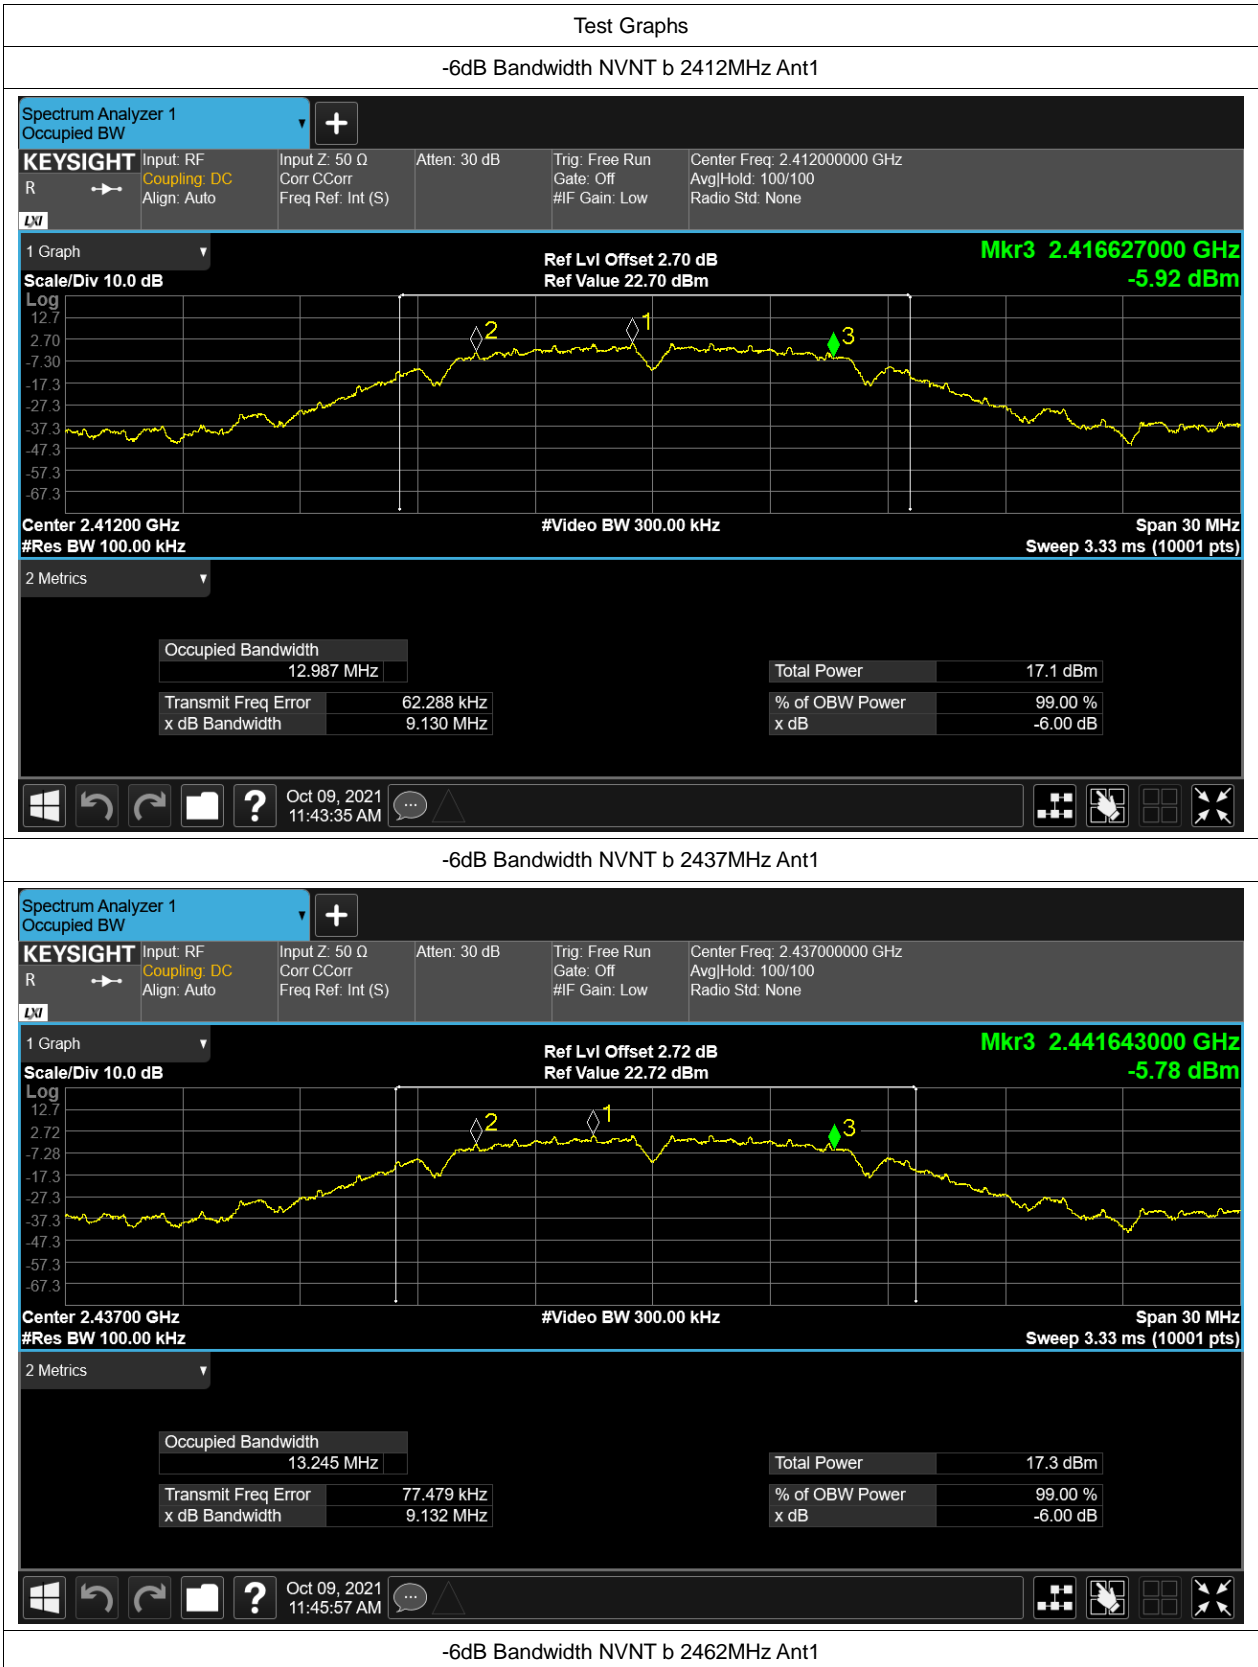 Test Graphs
-6dB Bandwidth NVNT b 2412MHz Ant1
Spectrum Analyzer 1
Occupied BW
KEYSIGHT Input: RF Input Z: 50 Ω Atten: 30 dB Trig: Free Run Center Freq: 2.412000000 GHz
R Coupling: DC Corr CCorr Gate: Off Avg|Hold: 100/100
Align: Auto Freq Ref: Int (S) #IF Gain: Low Radio Std: None
LXI
1 Graph Ref Lvl Offset 2.70 dB Mkr3 2.416627000 GHz
Scale/Div 10.0 dB Ref Value 22.70 dBm -5.92 dBm
Log
12.7
2.70
-7.30
-17.3
-27.3
-37.3
-47.3
-57.3
-67.3
2 1 3
Center 2.41200 GHz #Video BW 300.00 kHz Span 30 MHz
#Res BW 100.00 kHz Sweep 3.33 ms (10001 pts)
2 Metrics
Occupied Bandwidth
12.987 MHz Total Power 17.1 dBm
Transmit Freq Error 62.288 kHz % of OBW Power 99.00 %
x dB Bandwidth 9.130 MHz x dB -6.00 dB
? Oct 09, 2021
11:43:35 AM
-6dB Bandwidth NVNT b 2437MHz Ant1
Spectrum Analyzer 1
Occupied BW
KEYSIGHT Input: RF Input Z: 50 Ω Atten: 30 dB Trig: Free Run Center Freq: 2.437000000 GHz
R Coupling: DC Corr CCorr Gate: Off Avg|Hold: 100/100
Align: Auto Freq Ref: Int (S) #IF Gain: Low Radio Std: None
LXI
1 Graph Ref Lvl Offset 2.72 dB Mkr3 2.441643000 GHz
Scale/Div 10.0 dB Ref Value 22.72 dBm -5.78 dBm
Log
12.7
2.72
-7.28
-17.3
-27.3
-37.3
-47.3
-57.3
-67.3
2 1 3
Center 2.43700 GHz #Video BW 300.00 kHz Span 30 MHz
#Res BW 100.00 kHz Sweep 3.33 ms (10001 pts)
2 Metrics
Occupied Bandwidth
13.245 MHz Total Power 17.3 dBm
Transmit Freq Error 77.479 kHz % of OBW Power 99.00 %
x dB Bandwidth 9.132 MHz x dB -6.00 dB
? Oct 09, 2021
11:45:57 AM
-6dB Bandwidth NVNT b 2462MHz Ant1